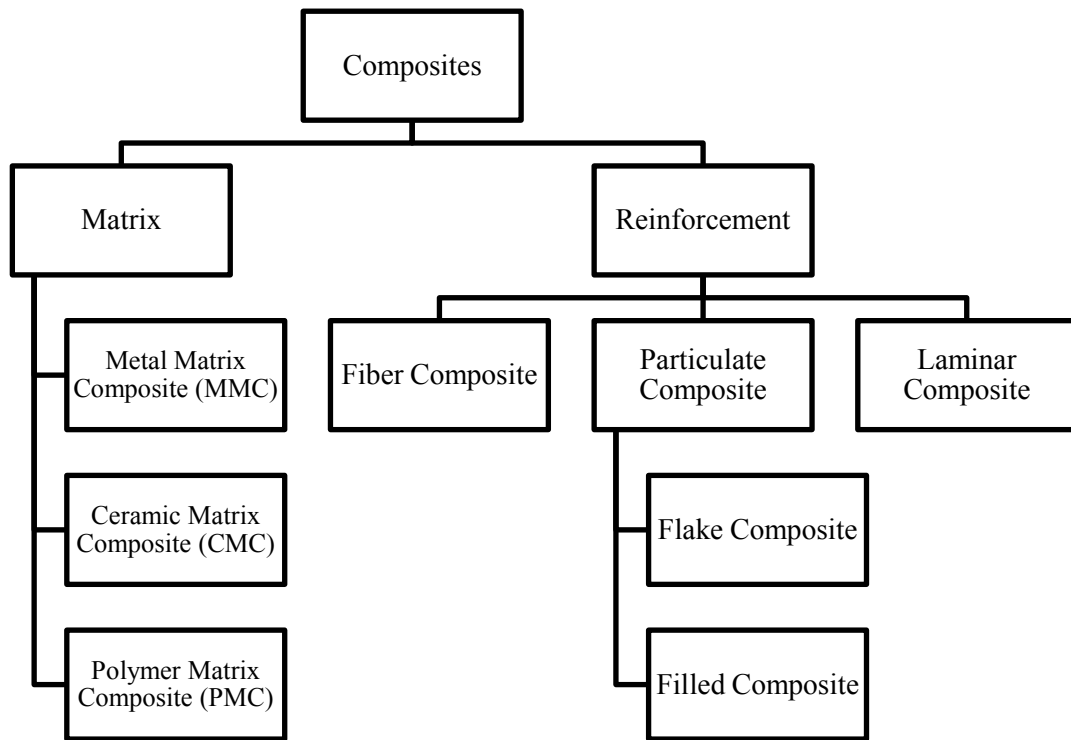 Composites
Matrix
Reinforcement
Metal Matrix
Composite (MMC)
Fiber Composite
Particulate
Composite
Laminar
Composite
Ceramic Matrix
Composite (CMC)
Flake Composite
Polymer Matrix
Composite (PMC)
Filled Composite